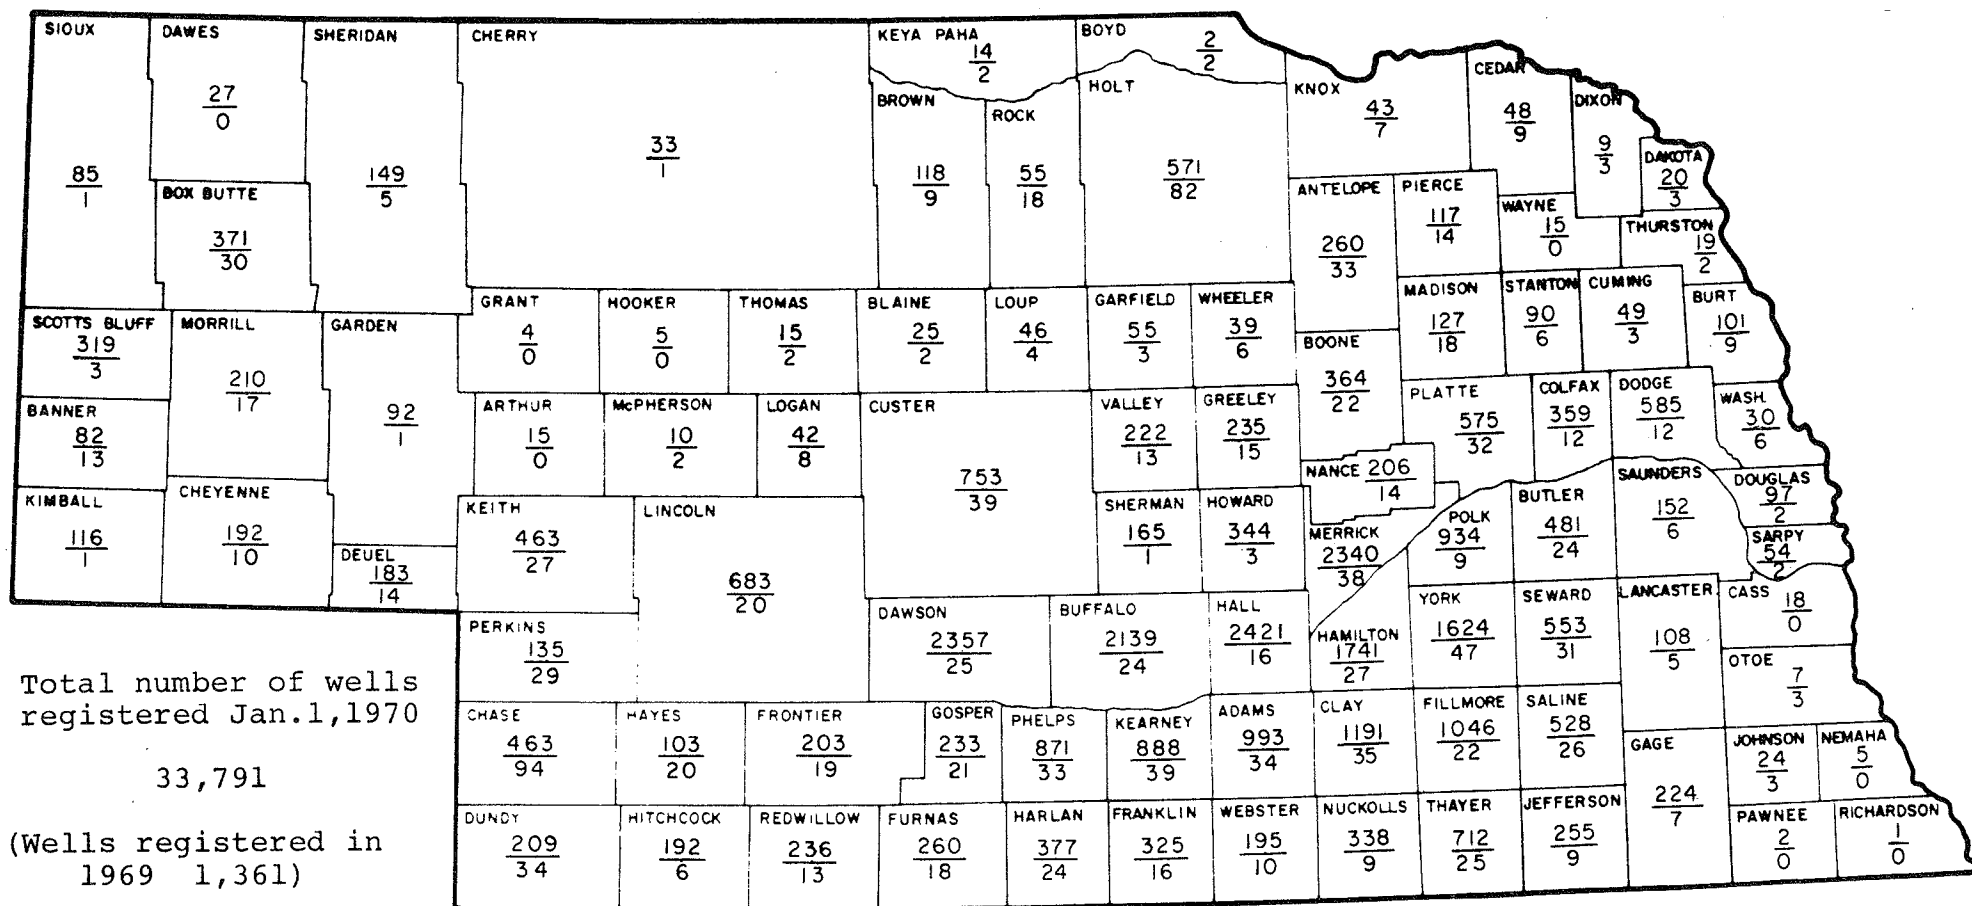 SIOUX
85
1
DAWES
27
0
SHERIDAN
149
5
CHERRY
33
1
KEYA PAHA
14
2
BOYD
2
2
KNOX
43
7
CEDAR
48
9
DIXON
9
3
DAKOTA
20
3
BOX BUTTE
371
30
BROWN
118
9
ROCK
55
18
HOLT
571
82
ANTELOPE
260
33
PIERCE
117
14
WAYNE
15
0
THURSTON
19
2
SCOTTS BLUFF
319
3
MORRILL
210
17
GARDEN
92
1
GRANT
4
0
HOOKER
5
0
THOMAS
15
2
BLAINE
25
2
LOUP
46
4
GARFIELD
55
3
WHEELER
39
6
BOONE
364
22
MADISON
127
18
STANTON
90
6
CUMING
49
3
BURT
101
9
BANNER
82
13
ARTHUR
15
0
McPHERSON
10
2
LOGAN
42
8
CUSTER
753
39
VALLEY
222
13
GREELEY
235
15
NANCE 206
14
PLATTE
575
32
COLFAX
359
12
DODGE
585
12
WASH.
30
6
KIMBALL
116
1
CHEYENNE
192
10
DEUEL
183
14
KEITH
463
27
LINCOLN
683
20
SHERMAN
165
1
HOWARD
344
3
MERRICK
2340
38
POLK
934
9
BUTLER
481
24
SAUNDERS
152
6
DOUGLAS
97
2
SARPY
54
2
PERKINS
135
29
DAWSON
2357
25
BUFFALO
2139
24
HALL
2421
16
HAMILTON
1741
27
YORK
1624
47
SEWARD
553
31
LANCASTER
108
5
CASS
18
0
OTOE
7
3
CHASE
463
94
HAYES
103
20
FRONTIER
203
19
GOSPER
233
21
PHELPS
871
33
KEARNEY
888
39
ADAMS
993
34
CLAY
1191
35
FILLMORE
1046
22
SALINE
528
26
GAGE
224
7
JOHNSON
24
3
NEMAHA
5
0
DUNDY
209
34
HITCHCOCK
192
6
REDWILLOW
236
13
FURNAS
260
18
HARLAN
377
24
FRANKLIN
325
16
WEBSTER
195
10
NUCKOLLS
338
9
THAYER
712
25
JEFFERSON
255
9
PAWNEE
2
0
RICHARDSON
1
0
Total number of wells
registered Jan.1,1970
33,791
(Wells registered in
1969 1,361)